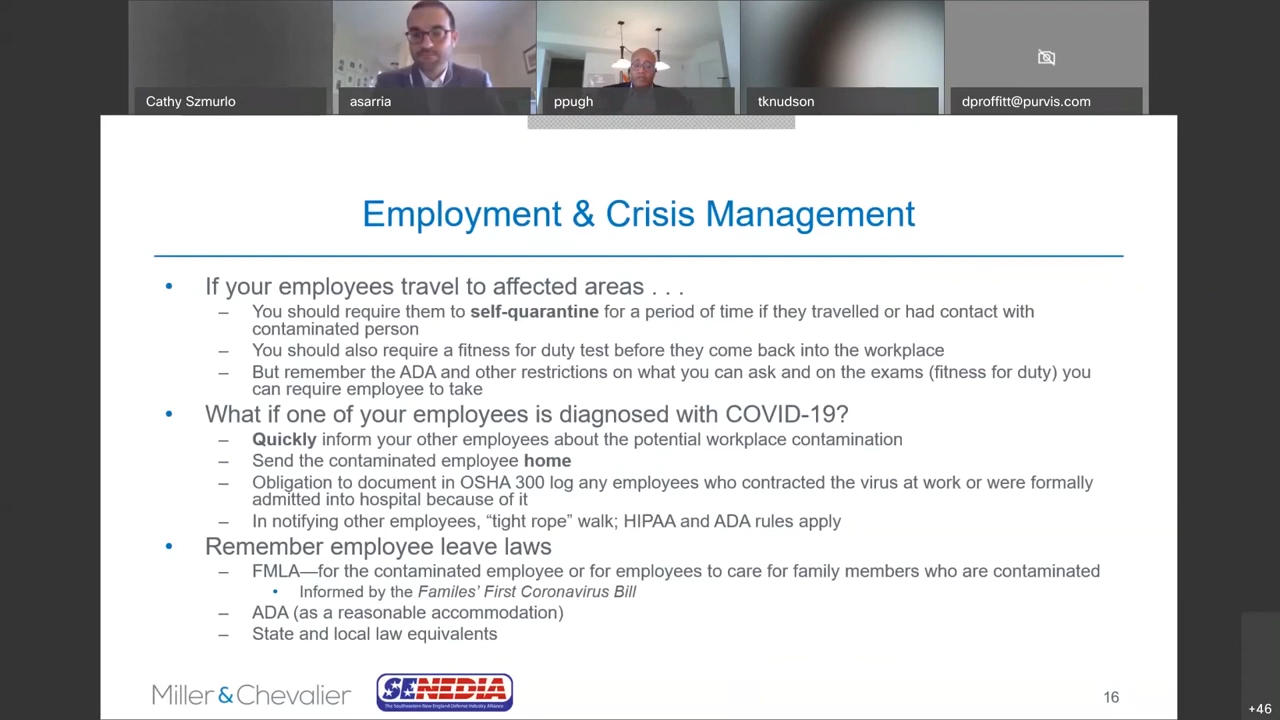 Cathy Szmurlo
asarria
ppugh
tknudson
dproffitt@purvis.com
Employment & Crisis Management
• If your employees travel to affected areas . . .
– You should require them to self-quarantine for a period of time if they travelled or had contact with
contaminated person
– You should also require a fitness for duty test before they come back into the workplace
– But remember the ADA and other restrictions on what you can ask and on the exams (fitness for duty) you
can require employee to take
• What if one of your employees is diagnosed with COVID-19?
– Quickly inform your other employees about the potential workplace contamination
– Send the contaminated employee home
– Obligation to document in OSHA 300 log any employees who contracted the virus at work or were formally
admitted into hospital because of it
– In notifying other employees, “tight rope” walk; HIPAA and ADA rules apply
• Remember employee leave laws
– FMLA—for the contaminated employee or for employees to care for family members who are contaminated
• Informed by the Familes’ First Coronavirus Bill
– ADA (as a reasonable accommodation)
– State and local law equivalents
Miller&Chevalier
SENEDIA
The Southeastern New England Defense Industry Alliance
16
+46